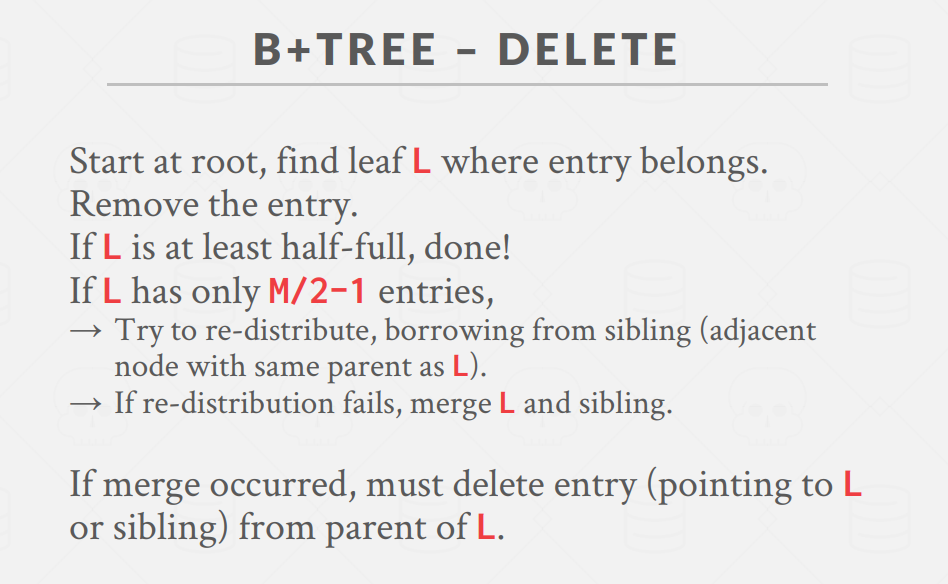 B+TREE – DELETE
Start at root, find leaf L where entry belongs.
Remove the entry.
If L is at least half-full, done!
If L has only M/2-1 entries,
→ Try to re-distribute, borrowing from sibling (adjacent
node with same parent as L).
→ If re-distribution fails, merge L and sibling.
If merge occurred, must delete entry (pointing to L
or sibling) from parent of L.